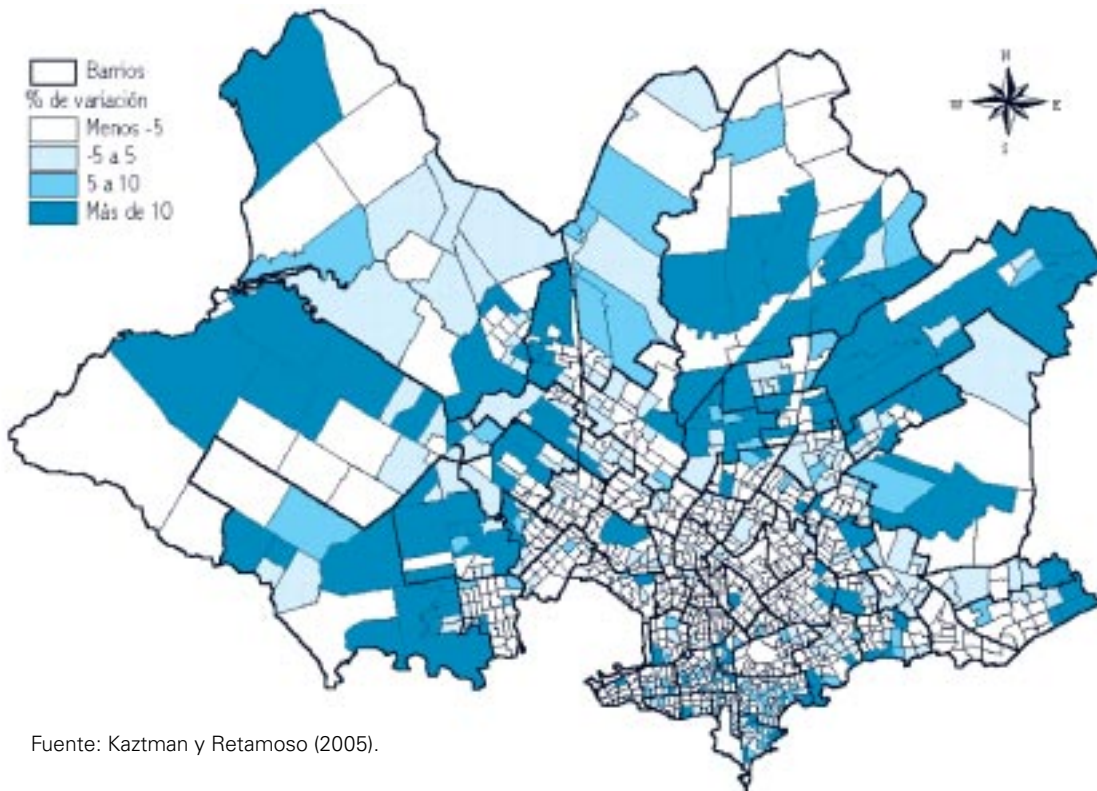 Barrios
% de variación
Menos -5
-5 a 5
5 a 10
Más de 10
N
W E
S
Fuente: Kaztman y Retamoso (2005).